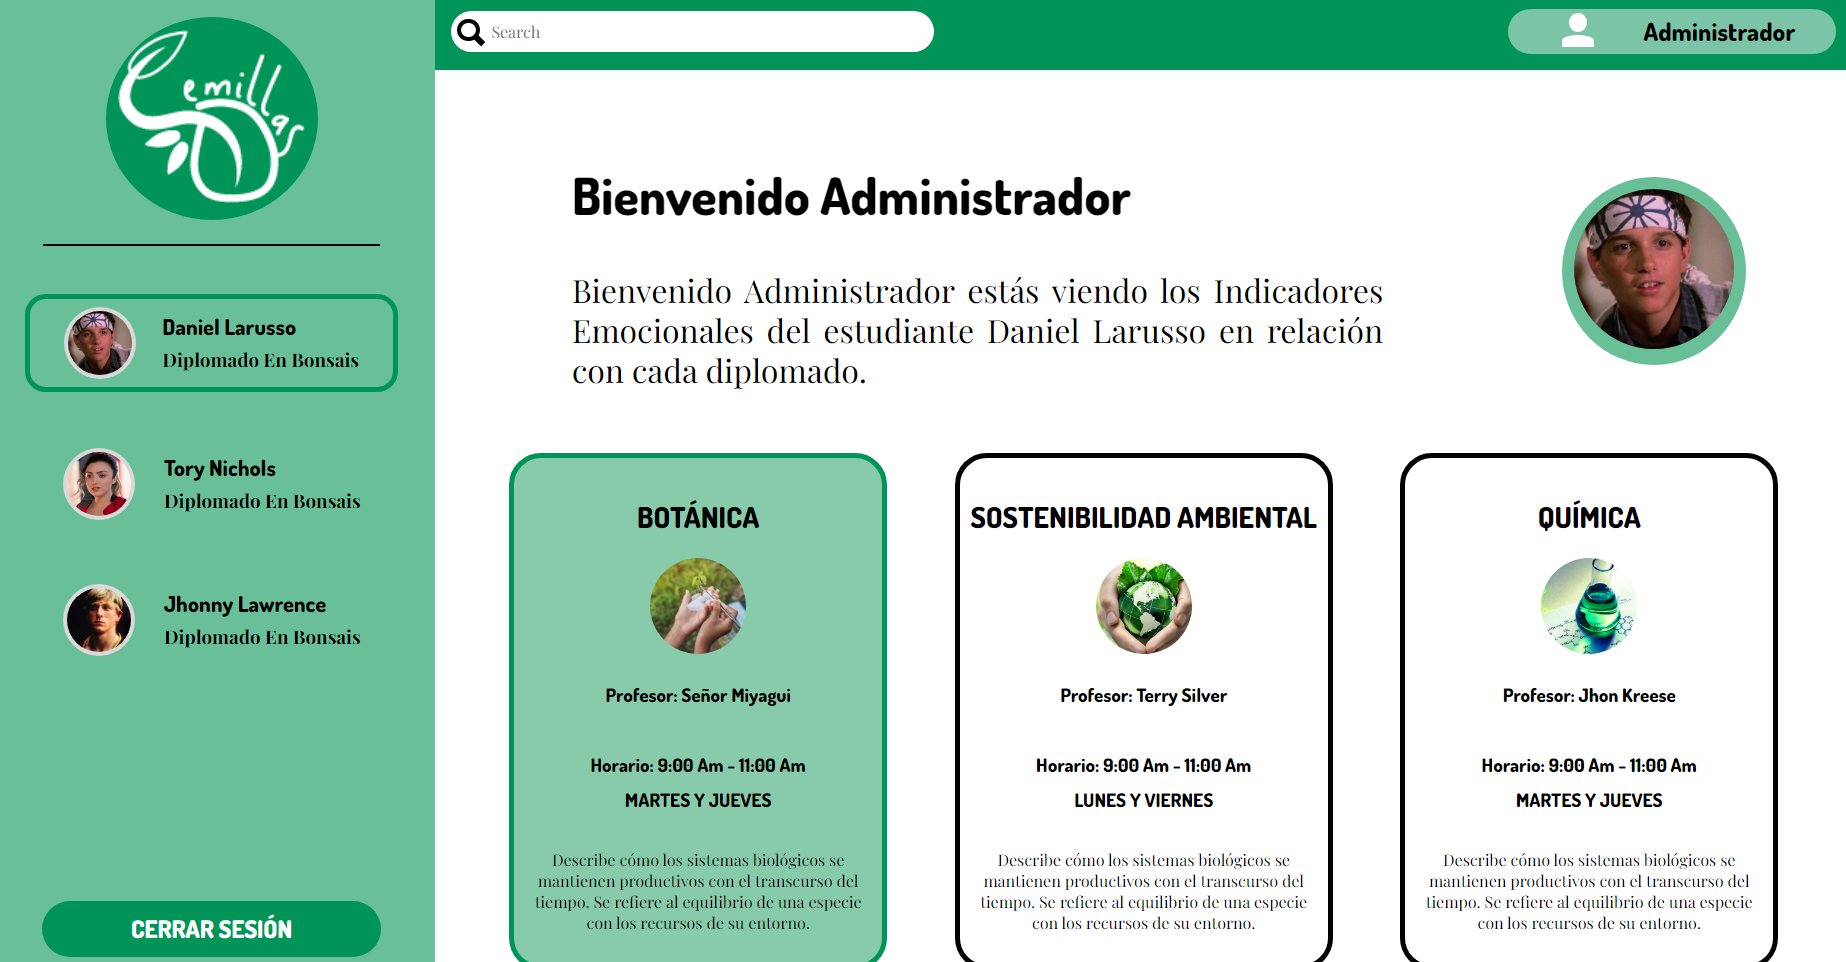 Semillas
Search
Administrador
Bienvenido Administrador
Bienvenido Administrador estás viendo los Indicadores
Emocionales del estudiante Daniel Larusso en relación
con cada diplomado.
Daniel Larusso
Diplomado En Bonsais
Tory Nichols
Diplomado En Bonsais
Jhonny Lawrence
Diplomado En Bonsais
CERRAR SESIÓN
BOTÁNICA
Profesor: Señor Miyagui
Horario: 9:00 Am - 11:00 Am
MARTES Y JUEVES
Describe cómo los sistemas biológicos se
mantienen productivos con el transcurso del
tiempo. Se refiere al equilibrio de una especie
con los recursos de su entorno.
SOSTENIBILIDAD AMBIENTAL
Profesor: Terry Silver
Horario: 9:00 Am - 11:00 Am
LUNES Y VIERNES
Describe cómo los sistemas biológicos se
mantienen productivos con el transcurso del
tiempo. Se refiere al equilibrio de una especie
con los recursos de su entorno.
QUÍMICA
Profesor: Jhon Kreese
Horario: 9:00 Am - 11:00 Am
MARTES Y JUEVES
Describe cómo los sistemas biológicos se
mantienen productivos con el transcurso del
tiempo. Se refiere al equilibrio de una especie
con los recursos de su entorno.